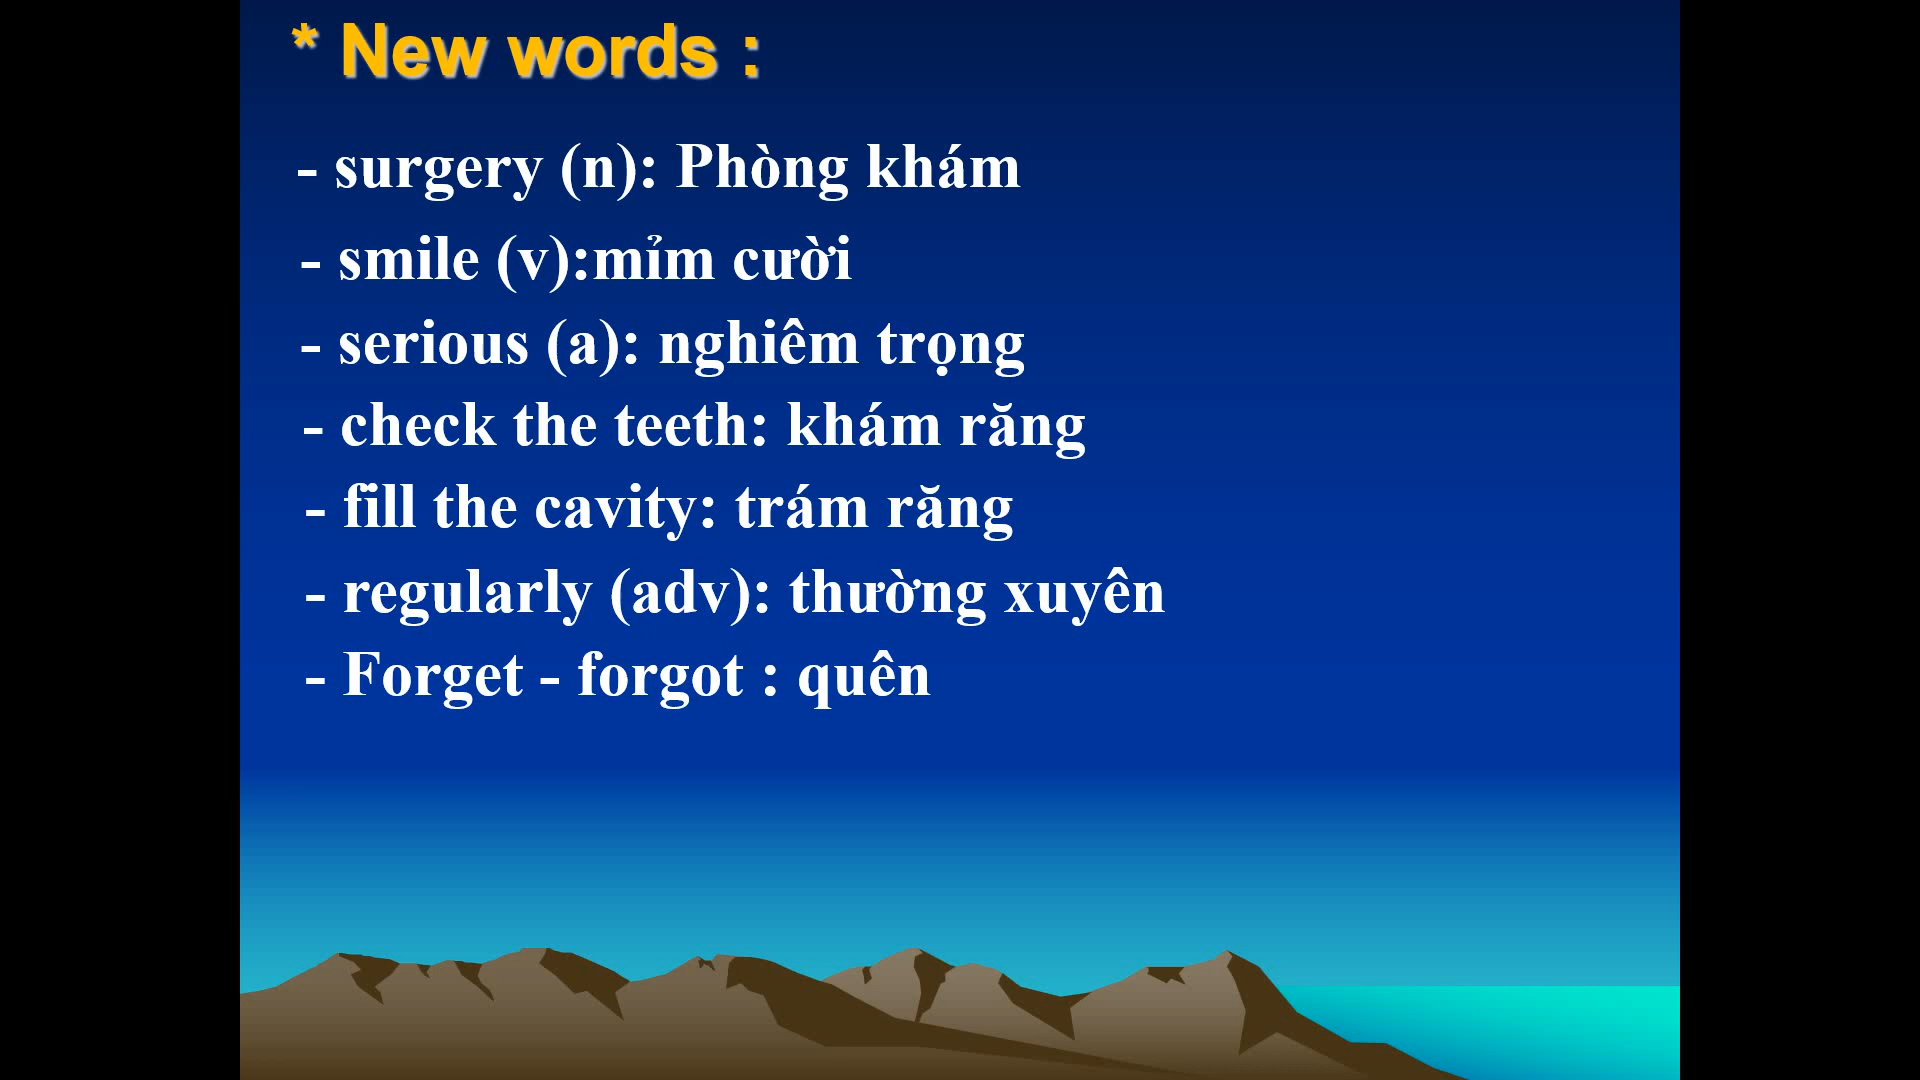 * New words :
- surgery (n): Phòng khám
- smile (v):mỉm cười
- serious (a): nghiêm trọng
- check the teeth: khám răng
- fill the cavity: trám răng
- regularly (adv): thường xuyên
- Forget - forgot : quên